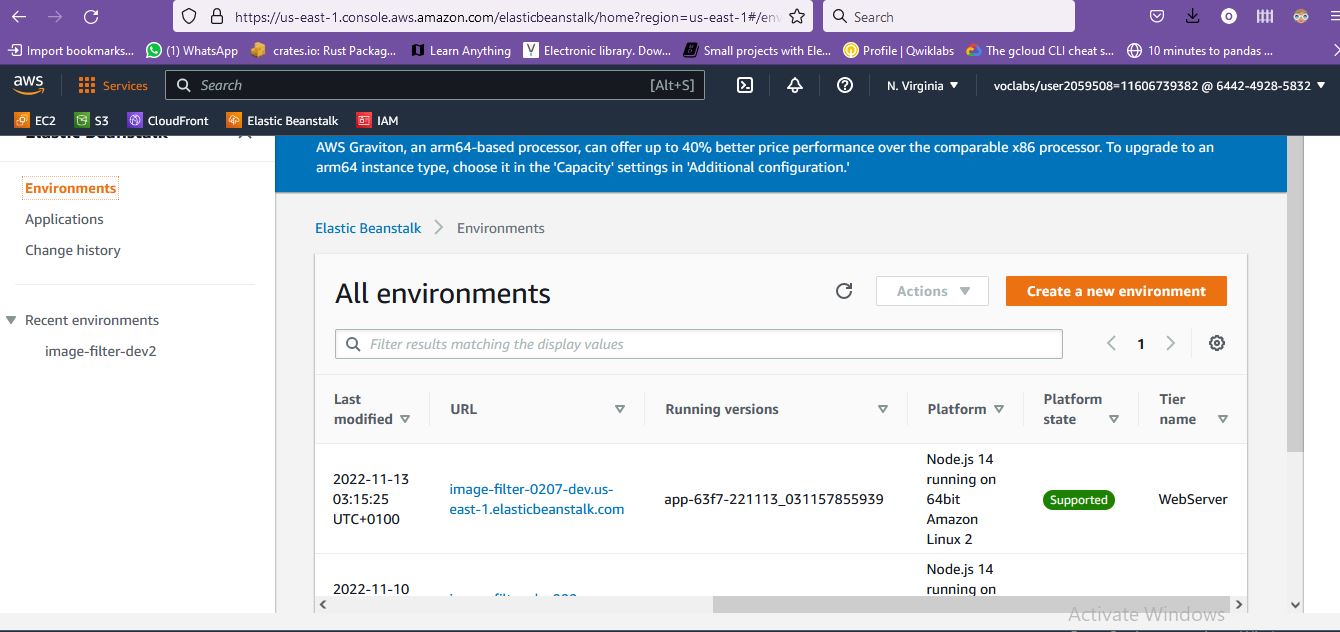 https://us-east-1.console.aws.amazon.com/elasticbeanstalk/home?region=us-east-1#/env
Search
Import bookmarks...
(1) WhatsApp
crates.io: Rust Packag...
Learn Anything
Electronic library. Dow...
Small projects with Ele...
Profile | Qwiklabs
The gcloud CLI cheat s...
10 minutes to pandas ...
aws
Services
Search
[Alt+S]
N. Virginia
voclabs/user2059508=11606739382 @ 6442-4928-5832
EC2
S3
CloudFront
Elastic Beanstalk
IAM
Elastic Beanstalk
Environments
Applications
Change history
Recent environments
image-filter-dev2
AWS Graviton, an arm64-based processor, can offer up to 40% better price performance over the comparable x86 processor. To upgrade to an
arm64 instance type, choose it in the 'Capacity' settings in 'Additional configuration.'
Elastic Beanstalk
Environments
All environments
Actions
Create a new environment
Filter results matching the display values
1
Last
modified
URL
Running versions
Platform
Platform
state
Tier
name
2022-11-13
03:15:25
UTC+0100
image-filter-0207-dev.us-
east-1.elasticbeanstalk.com
app-63f7-221113_031157855939
Node.js 14
running on
64bit
Amazon
Linux 2
Supported
WebServer
2022-11-10
Node.js 14
running on
Activate Windows